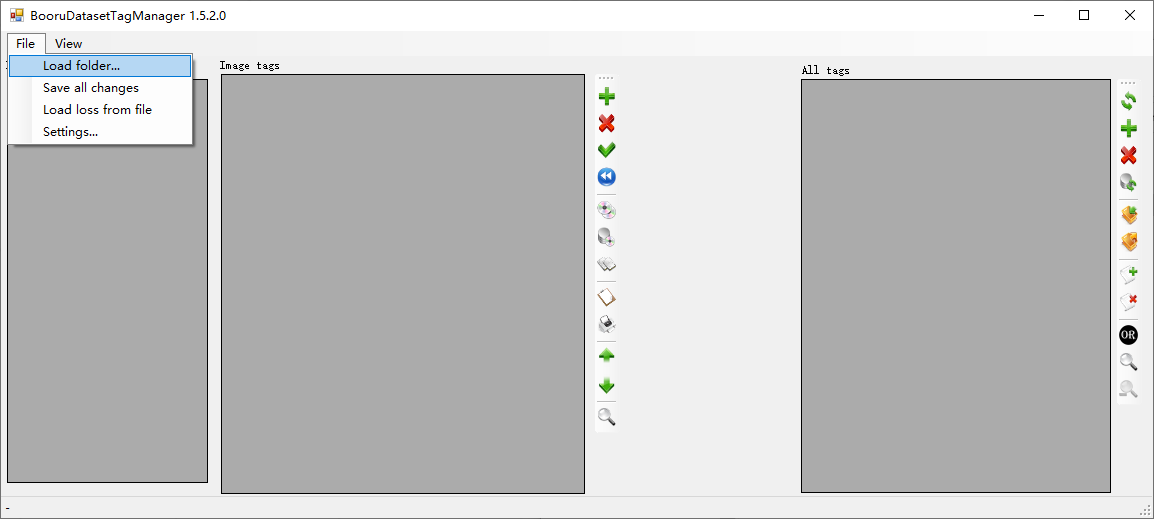 BooruDatasetTagManager 1.5.2.0
File View
Load folder...
Save all changes
Load loss from file
Settings...
Image tags
All tags
OR
-